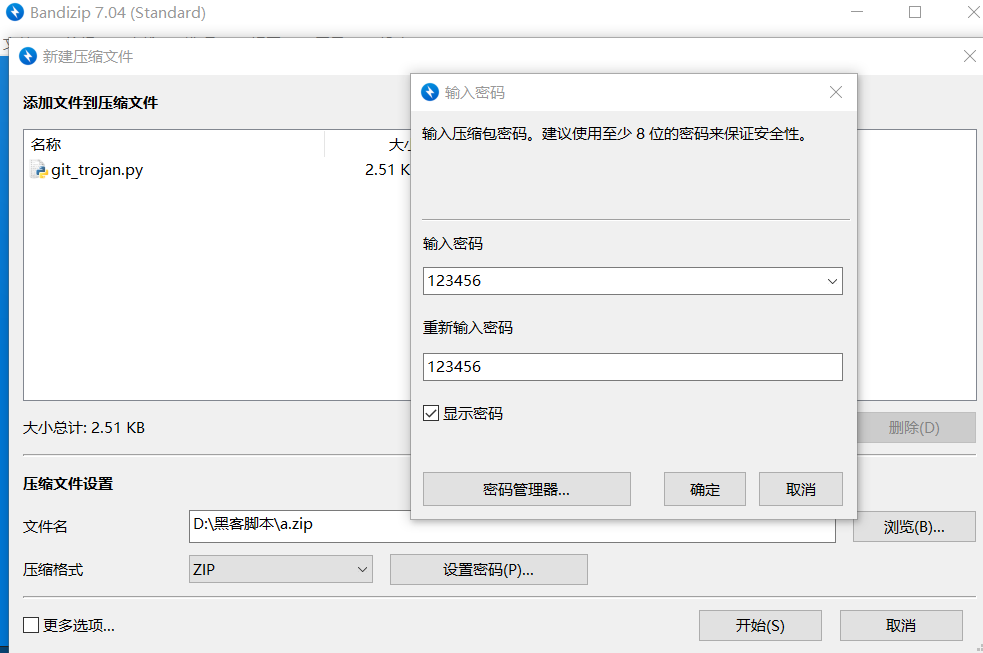 Bandizip 7.04 (Standard)
新建压缩文件
添加文件到压缩文件
名称
git_trojan.py
2.51 K
大小总计: 2.51 KB
删除(D)
输入密码
输入压缩包密码。建议使用至少 8 位的密码来保证安全性。
输入密码
123456
重新输入密码
123456
显示密码
密码管理器...
确定
取消
压缩文件设置
文件名
D:\黑客脚本\a.zip
浏览(B)...
压缩格式
ZIP
设置密码(P)...
更多选项...
开始(S)
取消